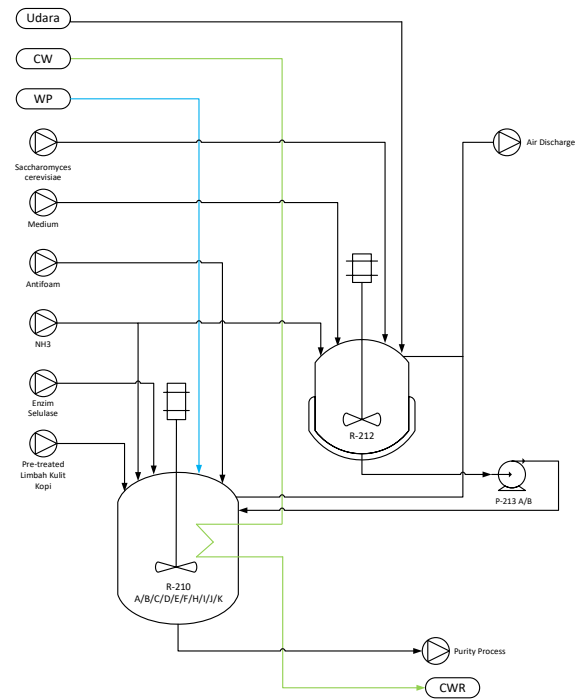 Udara
CW
WP
Saccharomyces
cerevisiae
Air Discharge
Medium
Antifoam
NH3
Enzim
Selulase
Pre-treated
Limbah Kulit
Kopi
R-212
P-213 A/B
R-210
A/B/C/D/E/F/H/I/J/K
Purity Process
CWR